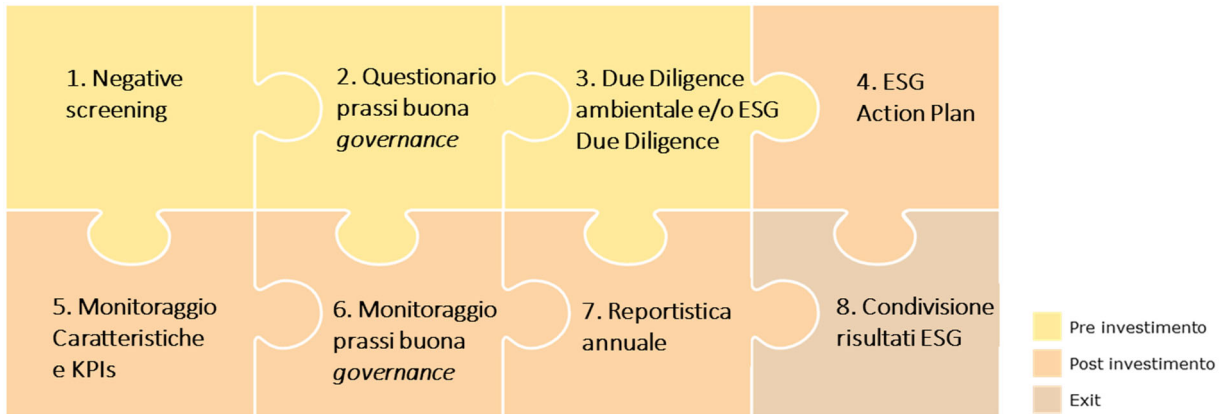 1. Negative
screening
2. Questionario
prassi buona
governance
3. Due Diligence
ambientale e/o ESG
Due Diligence
4. ESG
Action Plan
5. Monitoraggio
Caratteristiche
e KPIs
6. Monitoraggio
prassi buona
governance
7. Reportistica
annuale
8. Condivisione
risultati ESG
Pre investimento
Post investimento
Exit